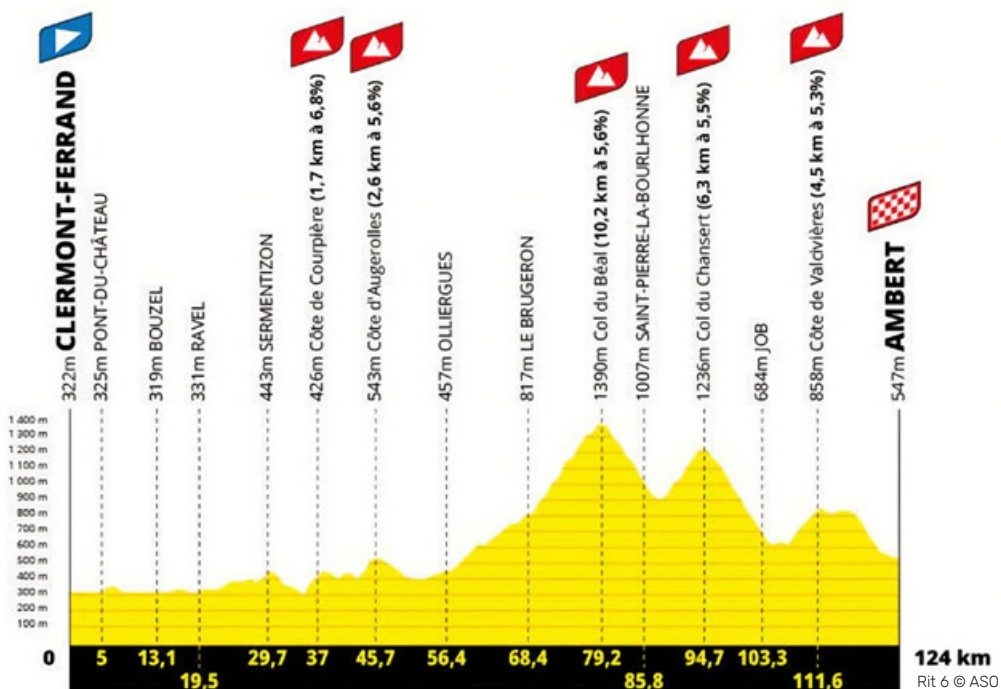 322m CLERMONT-FERRAND
325m PONT-DU-CHÂTEAU
319m BOUZEL
331m RAVEL
443m SERMENTIZON
426m Côte de Courpière (1,7 km à 6,8%)
543m Côte d'Augerolles (2,6 km à 5,6%)
457m OLLIERGUES
817m LE BRUGERON
1390m Col du Béal (10,2 km à 5,6%)
1007m SAINT-PIERRE-LA-BOURLHONNE
1236m Col du Chansert (6,3 km à 5,5%)
684m JOB
858m Côte de Valcivières (4,5 km à 5,3%)
547m AMBERT
1 400 m
1 300 m
1 200 m
1 100 m
1 000 m
900 m
800 m
700 m
600 m
500 m
400 m
300 m
200 m
100 m
0 5 13,1 29,7 37 45,7 56,4 68,4 79,2 94,7 103,3 124 km
19,5 85,8 111,6
Rit 6 © ASO